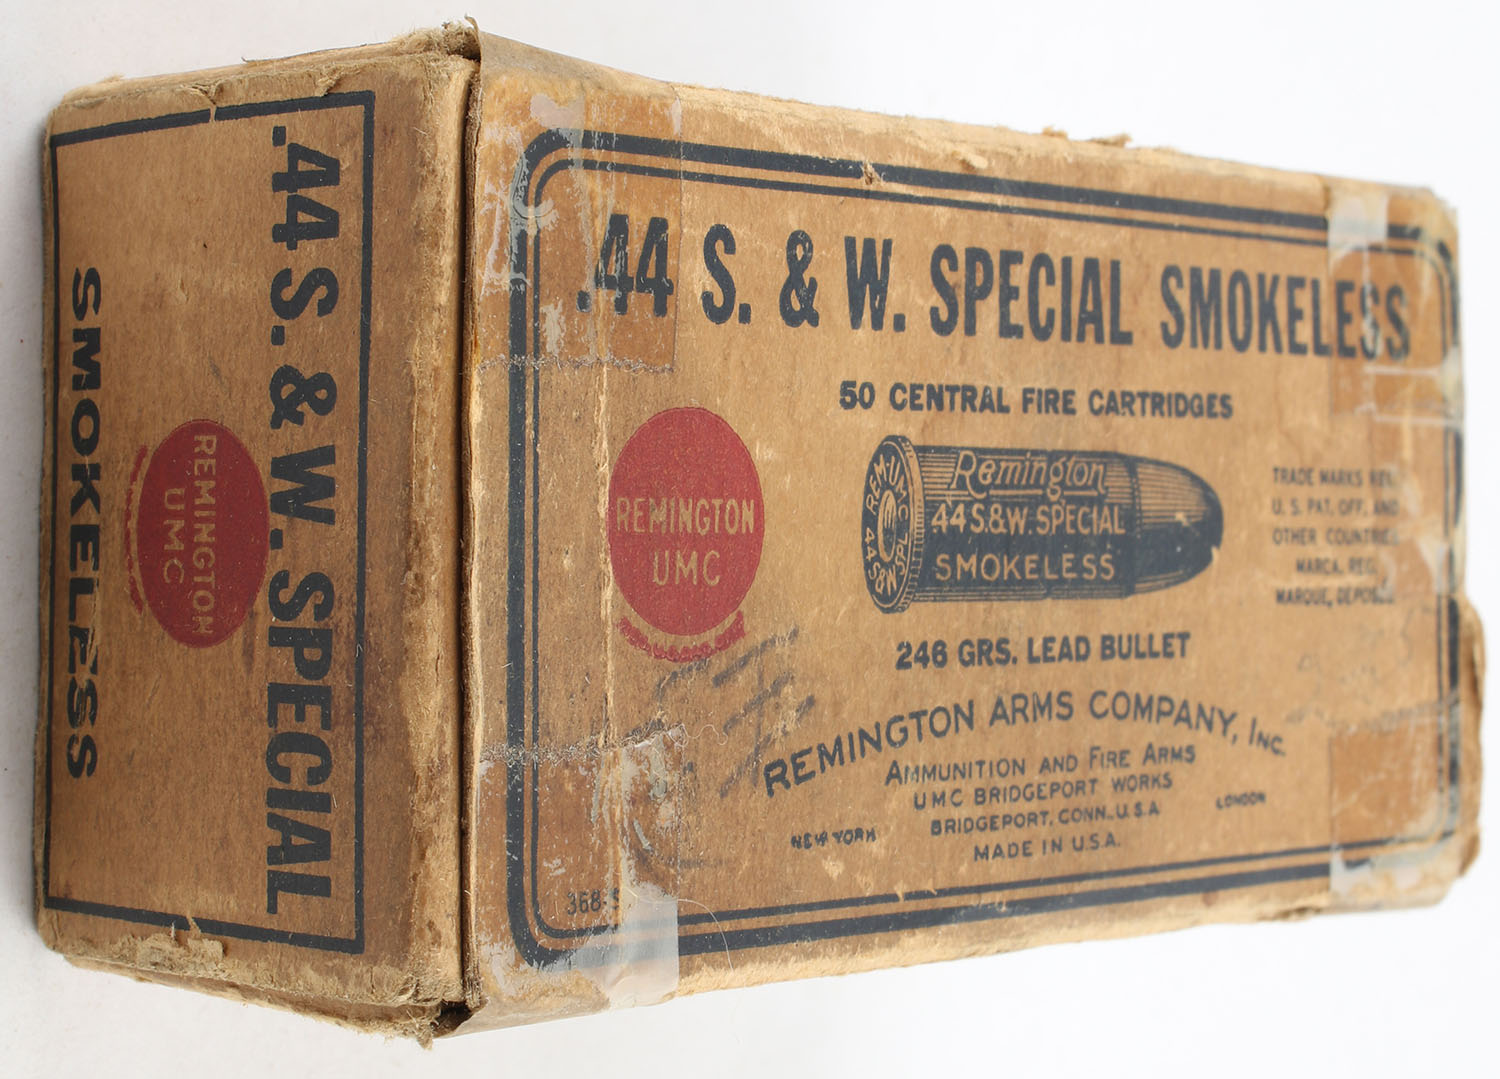 .44 S. & W. SPECIAL SMOKELESS
50 CENTRAL FIRE CARTRIDGES
REMINGTON
UMC
REM-UMC
44 S&W SPL
Remington
44 S.&W. SPECIAL
SMOKELESS
TRADE MARKS REG.
U.S. PAT. OFF. AND
OTHER COUNTRIES
MARCA, REG.
MARQUE, DEPOSEE
246 GRS. LEAD BULLET
REMINGTON ARMS COMPANY, INC.
AMMUNITION AND FIRE ARMS
UMC BRIDGEPORT WORKS
BRIDGEPORT, CONN., U.S.A.
NEW YORK
LONDON
MADE IN U.S.A.
368-
.44 S. & W. SPECIAL
REMINGTON
UMC
SMOKELESS